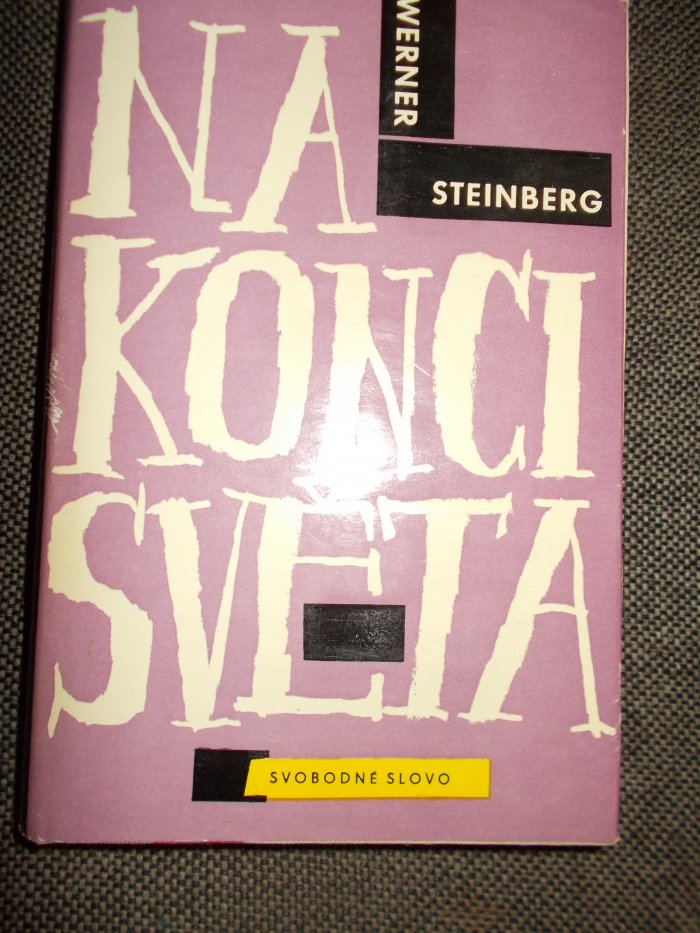 WERNER
STEINBERG
NA
KONCI
SVĚTA
SVOBODNÉ SLOVO